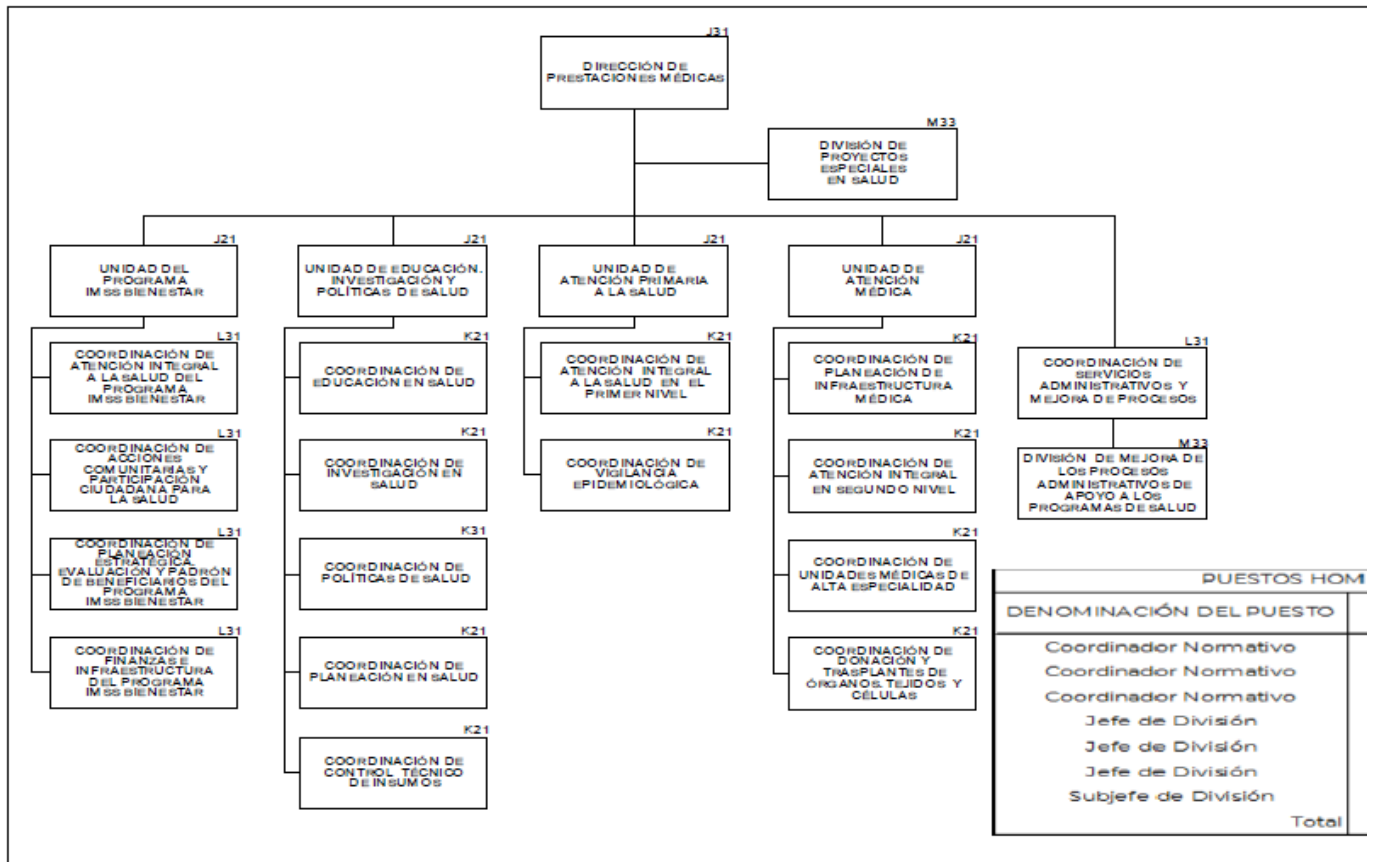 J31
DIRECCIÓN DE
PRESTACIONES MÉDICAS
M33
DIVISIÓN DE
PROYECTOS
ESPECIALES
EN SALUD
J21
UNIDAD DEL
PROGRAMA
IMSS BIENESTAR
J21
UNIDAD DE EDUCACIÓN,
INVESTIGACIÓN Y
POLÍTICAS DE SALUD
J21
UNIDAD DE
ATENCIÓN PRIMARIA
A LA SALUD
J21
UNIDAD DE
ATENCIÓN
MÉDICA
L31
COORDINACIÓN DE
ATENCIÓN INTEGRAL
A LA SALUD DEL
PROGRAMA
IMSS BIENESTAR
L31
COORDINACIÓN DE
ACCIONES
COMUNITARIAS Y
PARTICIPACIÓN
CIUDADANA PARA
LA SALUD
L31
COORDINACIÓN DE
PLANEACIÓN
ESTRATÉGICA,
EVALUACIÓN Y PADRÓN
DE BENEFICIARIOS DEL
PROGRAMA
IMSS BIENESTAR
L31
COORDINACIÓN DE
FINANZAS E
INFRAESTRUCTURA
DEL PROGRAMA
IMSS BIENESTAR
K21
COORDINACIÓN DE
EDUCACIÓN EN SALUD
K21
COORDINACIÓN DE
INVESTIGACIÓN EN
SALUD
K31
COORDINACIÓN DE
POLÍTICAS DE SALUD
K21
COORDINACIÓN DE
PLANEACIÓN EN SALUD
K21
COORDINACIÓN DE
CONTROL TÉCNICO
DE INSUMOS
K21
COORDINACIÓN DE
ATENCIÓN INTEGRAL
A LA SALUD EN EL
PRIMER NIVEL
K21
COORDINACIÓN DE
VIGILANCIA
EPIDEMIOLÓGICA
K21
COORDINACIÓN DE
PLANEACIÓN DE
INFRAESTRUCTURA
MÉDICA
K21
COORDINACIÓN DE
ATENCIÓN INTEGRAL
EN SEGUNDO NIVEL
K21
COORDINACIÓN DE
UNIDADES MÉDICAS DE
ALTA ESPECIALIDAD
K21
COORDINACIÓN DE
DONACIÓN Y
TRASPLANTES DE
ÓRGANOS, TEJIDOS Y
CÉLULAS
L31
COORDINACIÓN DE
SERVICIOS
ADMINISTRATIVOS Y
MEJORA DE PROCESOS
M33
DIVISIÓN DE MEJORA DE
LOS PROCESOS
ADMINISTRATIVOS DE
APOYO A LOS
PROGRAMAS DE SALUD
PUESTOS HOM
DENOMINACIÓN DEL PUESTO
Coordinador Normativo
Coordinador Normativo
Coordinador Normativo
Jefe de División
Jefe de División
Jefe de División
Subjefe de División
Total